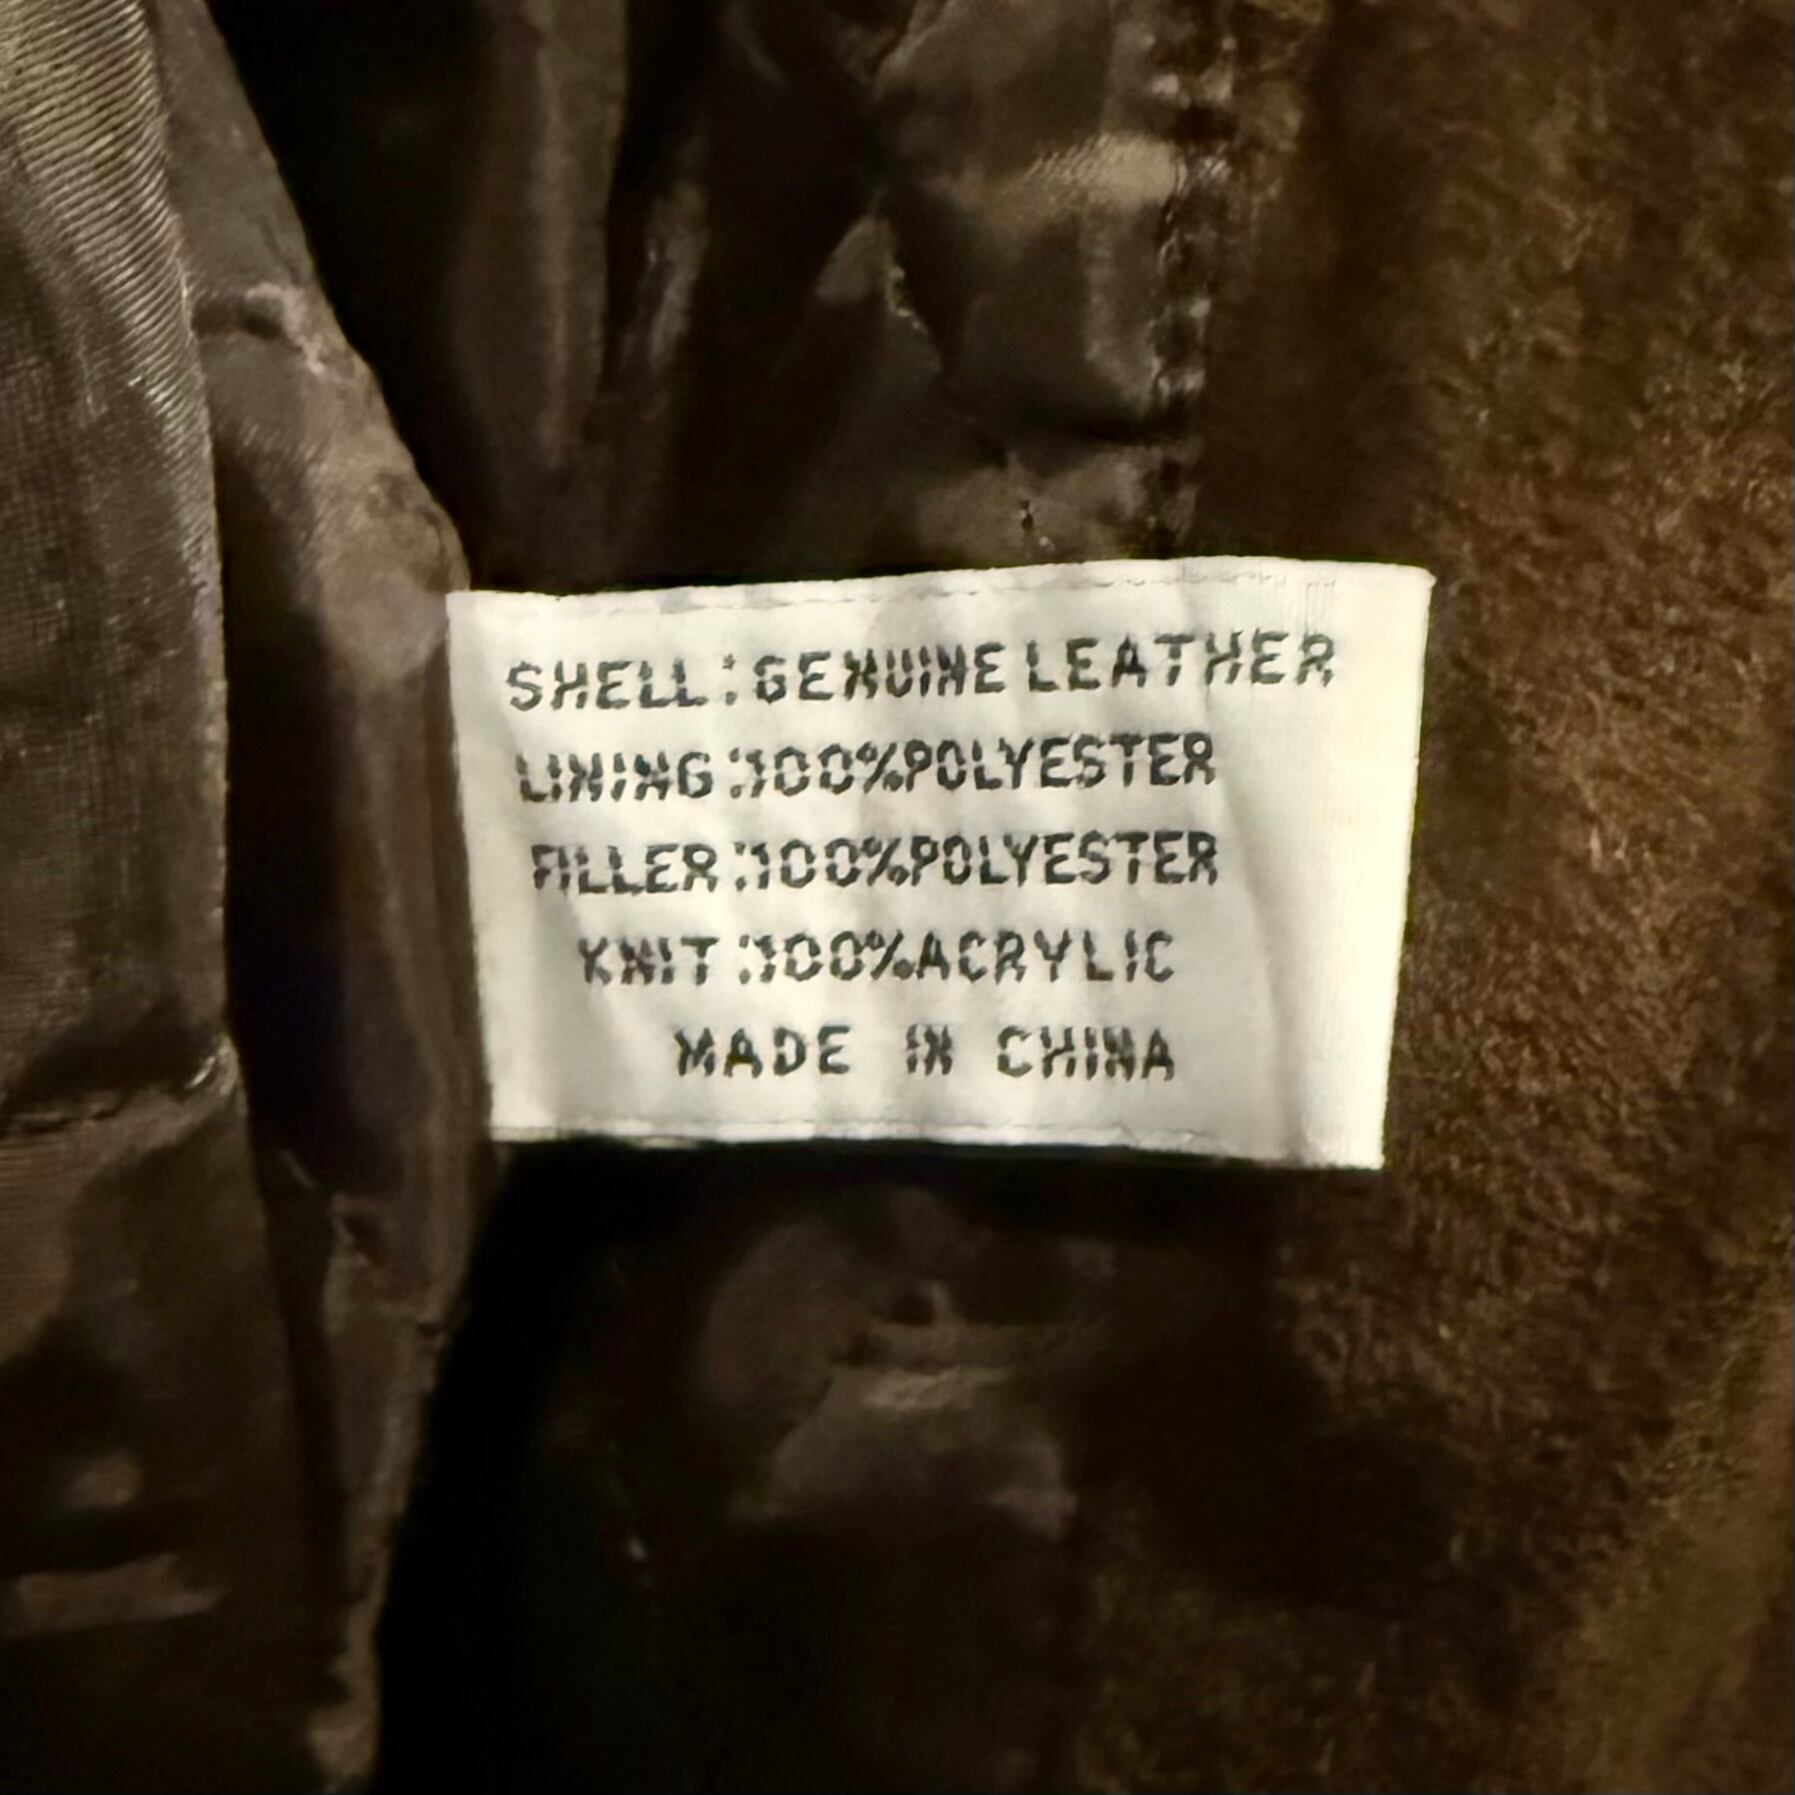 SHELL:GENUINE LEATHER
LINING:100%POLYESTER
FILLER:100%POLYESTER
KNIT:100%ACRYLIC
MADE IN CHINA